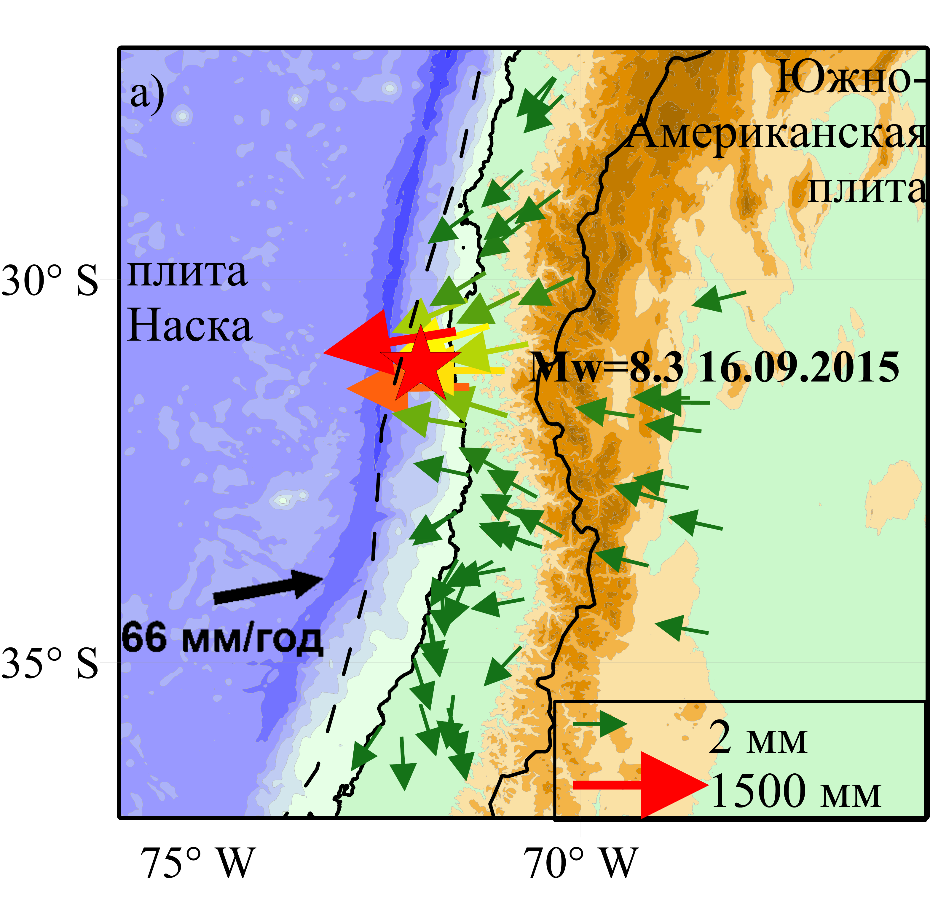 а)
Южно-
Американская
плита
30° S
плита
Наска
Mw=8.3 16.09.2015
66 мм/год
35° S
2 мм
1500 мм
75° W
70° W